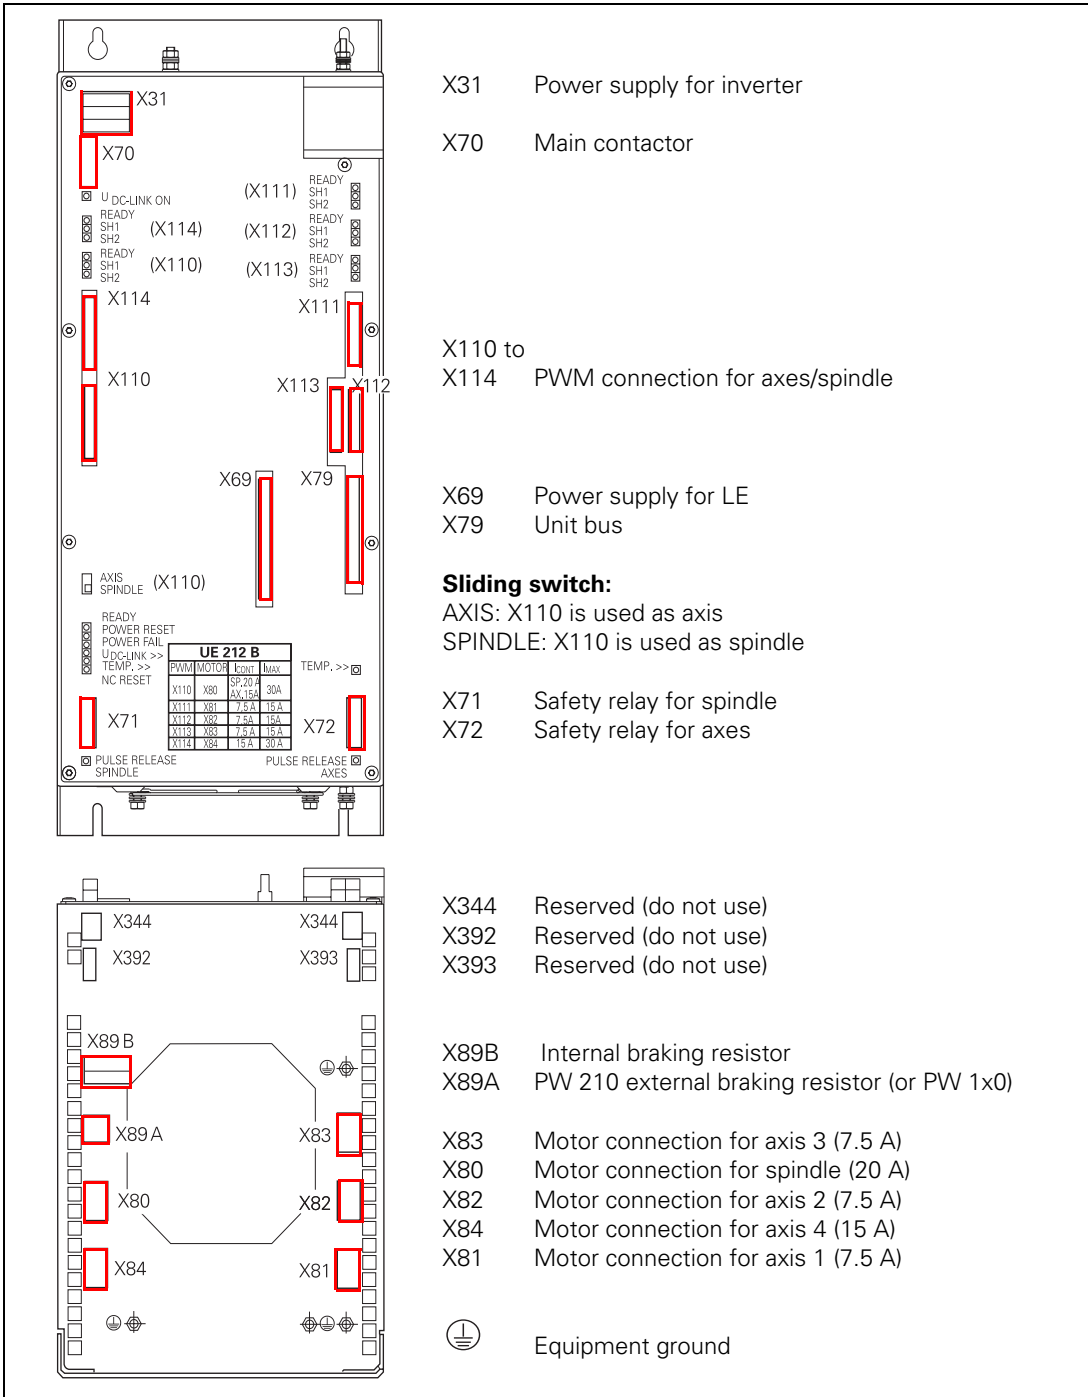 X31
X70
U DC-LINK ON
READY
SH1
SH2
(X114)
READY
SH1
SH2
(X110)
(X111)
READY
SH1
SH2
(X112)
READY
SH1
SH2
(X113)
READY
SH1
SH2
X114
X111
X110
X113
X112
X69
X79
AXIS
SPINDLE
(X110)
READY
POWER RESET
POWER FAIL
U DC-LINK >>
TEMP. >>
NC RESET
UE 212 B
PWM MOTOR ICONT IMAX
X110 X80 SP.20 A AX.15A 30A
X111 X81 7,5 A 15 A
X112 X82 7.5A 15A
X113 X83 7,5 A 15 A
X114 X84 15 A 30 A
TEMP. >>
X71
X72
PULSE RELEASE
SPINDLE
PULSE RELEASE
AXES
X31 Power supply for inverter
X70 Main contactor
X110 to
X114 PWM connection for axes/spindle
X69 Power supply for LE
X79 Unit bus
Sliding switch:
AXIS: X110 is used as axis
SPINDLE: X110 is used as spindle
X71 Safety relay for spindle
X72 Safety relay for axes
X344
X344
X392
X393
X89 B
X89 A
X83
X80
X82
X84
X81
X344 Reserved (do not use)
X392 Reserved (do not use)
X393 Reserved (do not use)
X89B Internal braking resistor
X89A PW 210 external braking resistor (or PW 1x0)
X83 Motor connection for axis 3 (7.5 A)
X80 Motor connection for spindle (20 A)
X82 Motor connection for axis 2 (7.5 A)
X84 Motor connection for axis 4 (15 A)
X81 Motor connection for axis 1 (7.5 A)
Equipment ground